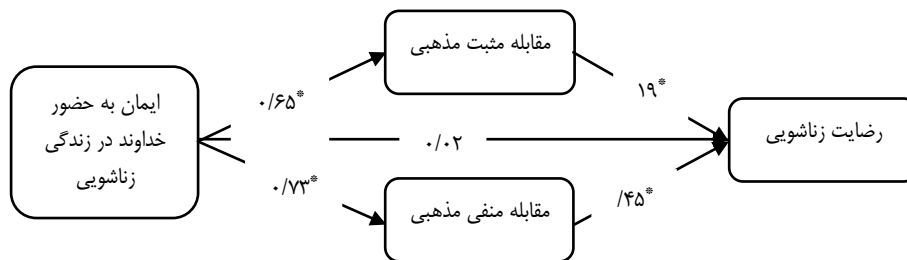 مقابله مثبت مذهبی
ایمان به حضور
خداوند در زندگی
زناشویی
۰/۶۵*
۱۹*
۰/۰۲
رضایت زناشویی
۰/۷۳*
/۴۵*
مقابله منفی مذهبی